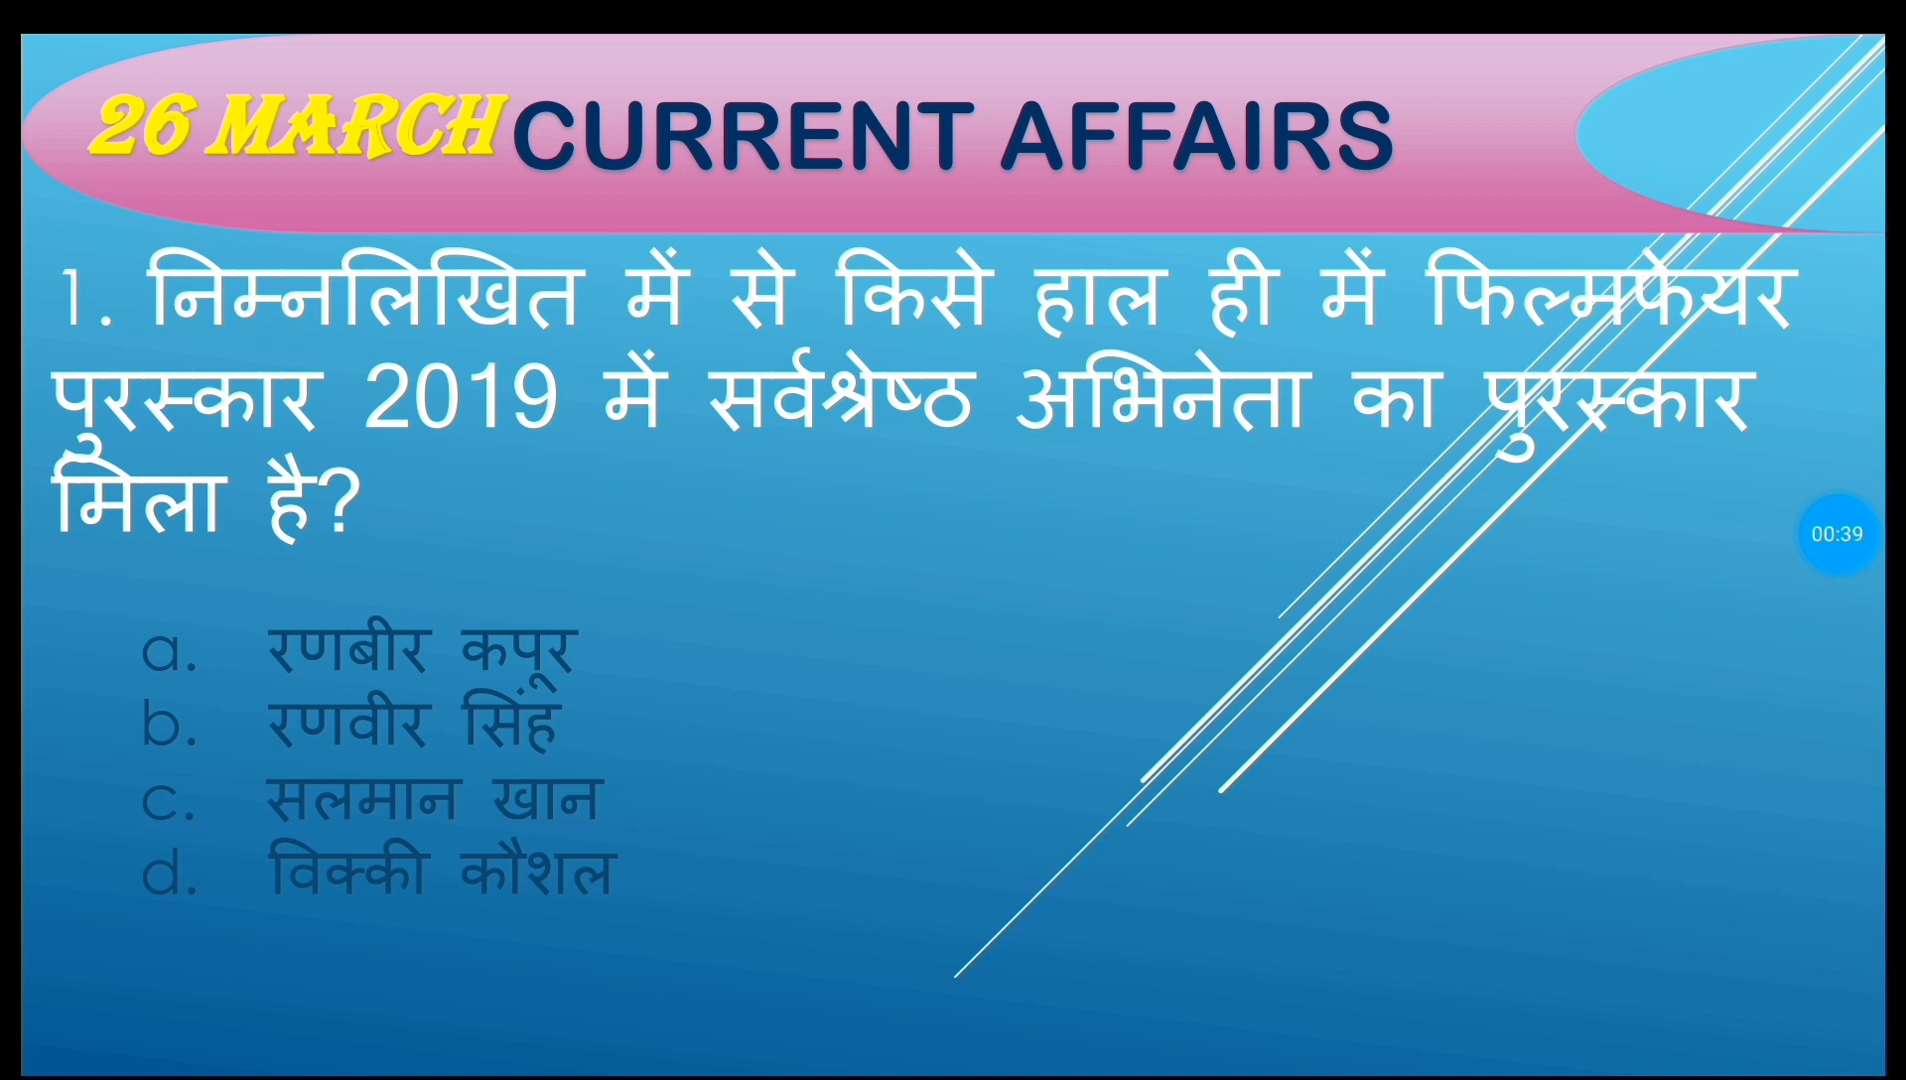 26 MARCH CURRENT AFFAIRS
1. निम्नलिखित में से किसे हाल ही में फिल्मफेयर
पुरस्कार 2019 में सर्वश्रेष्ठ अभिनेता का पुरस्कार
मिला है?
00:39
a. रणबीर कपूर
b. रणवीर सिंह
c. सलमान खान
d. विक्की कौशल